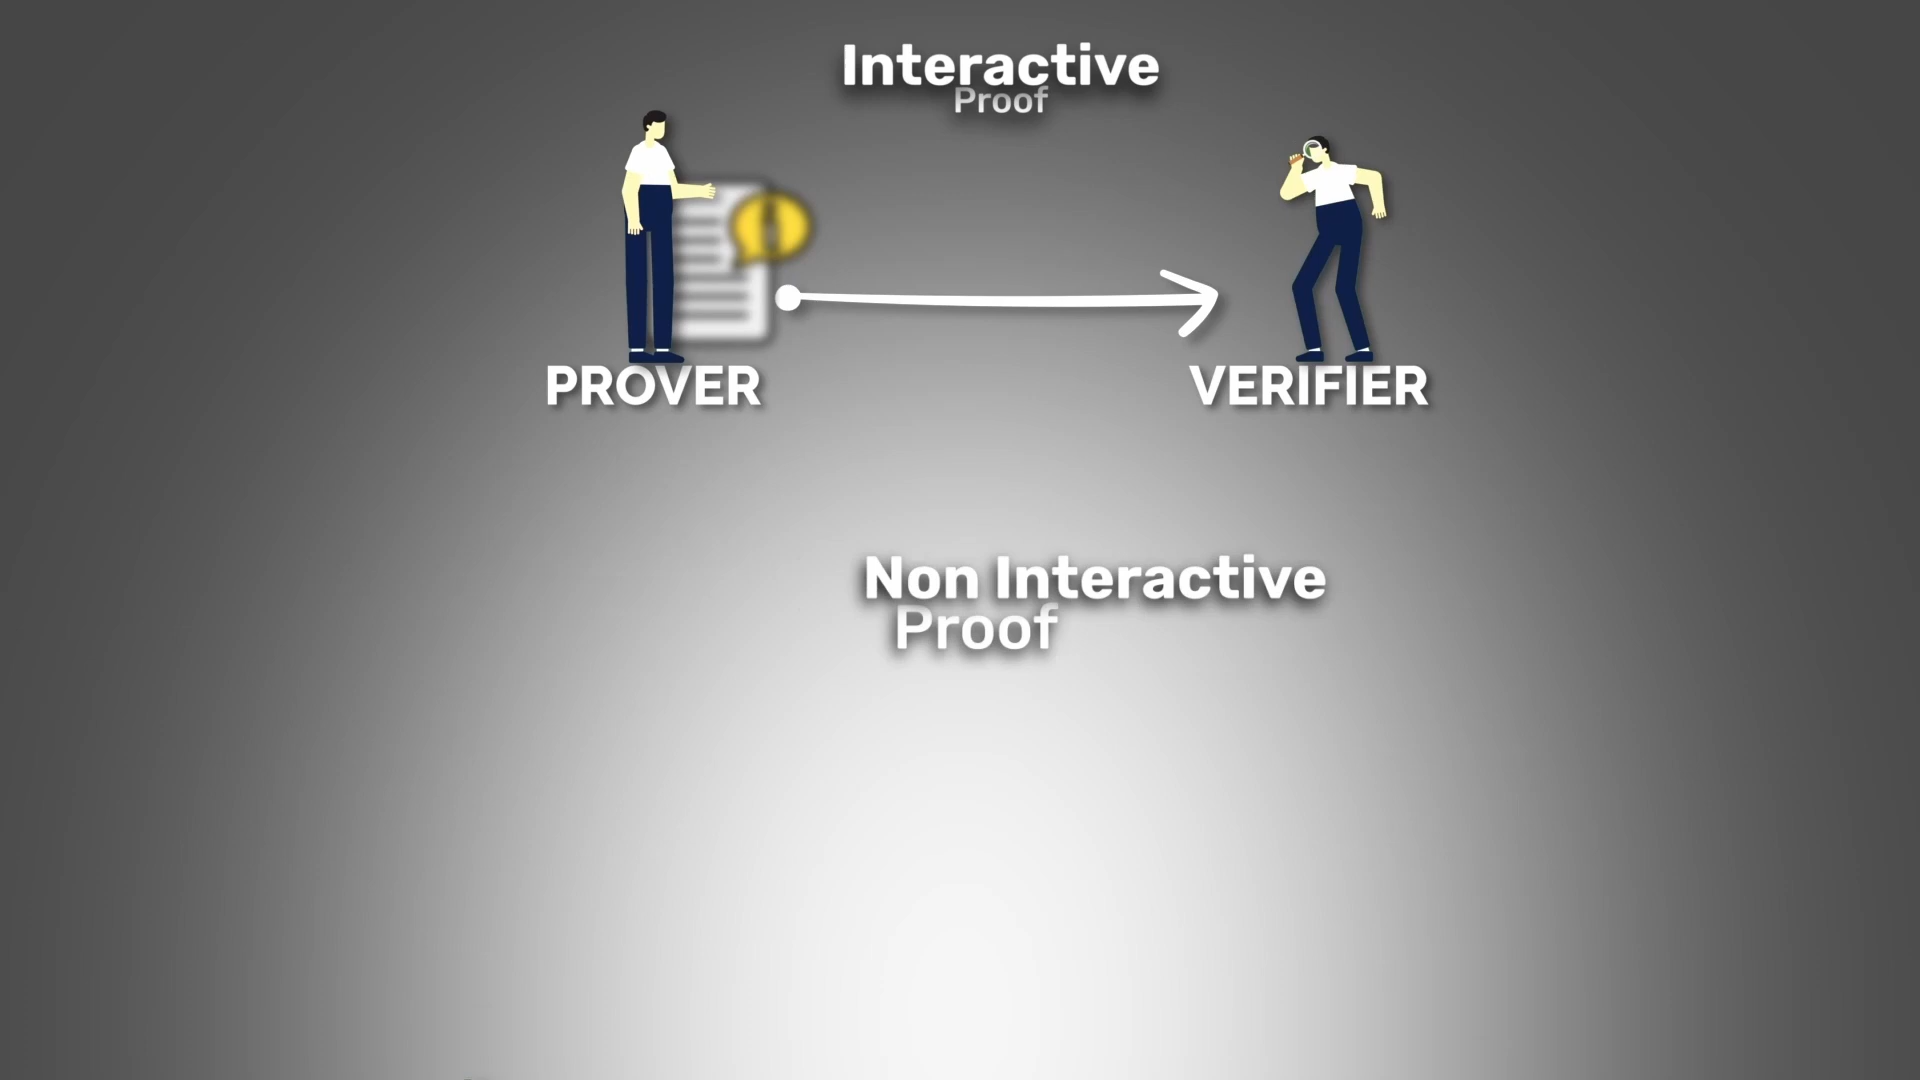 Interactive
Proof
PROVER
VERIFIER
Non Interactive
Proof